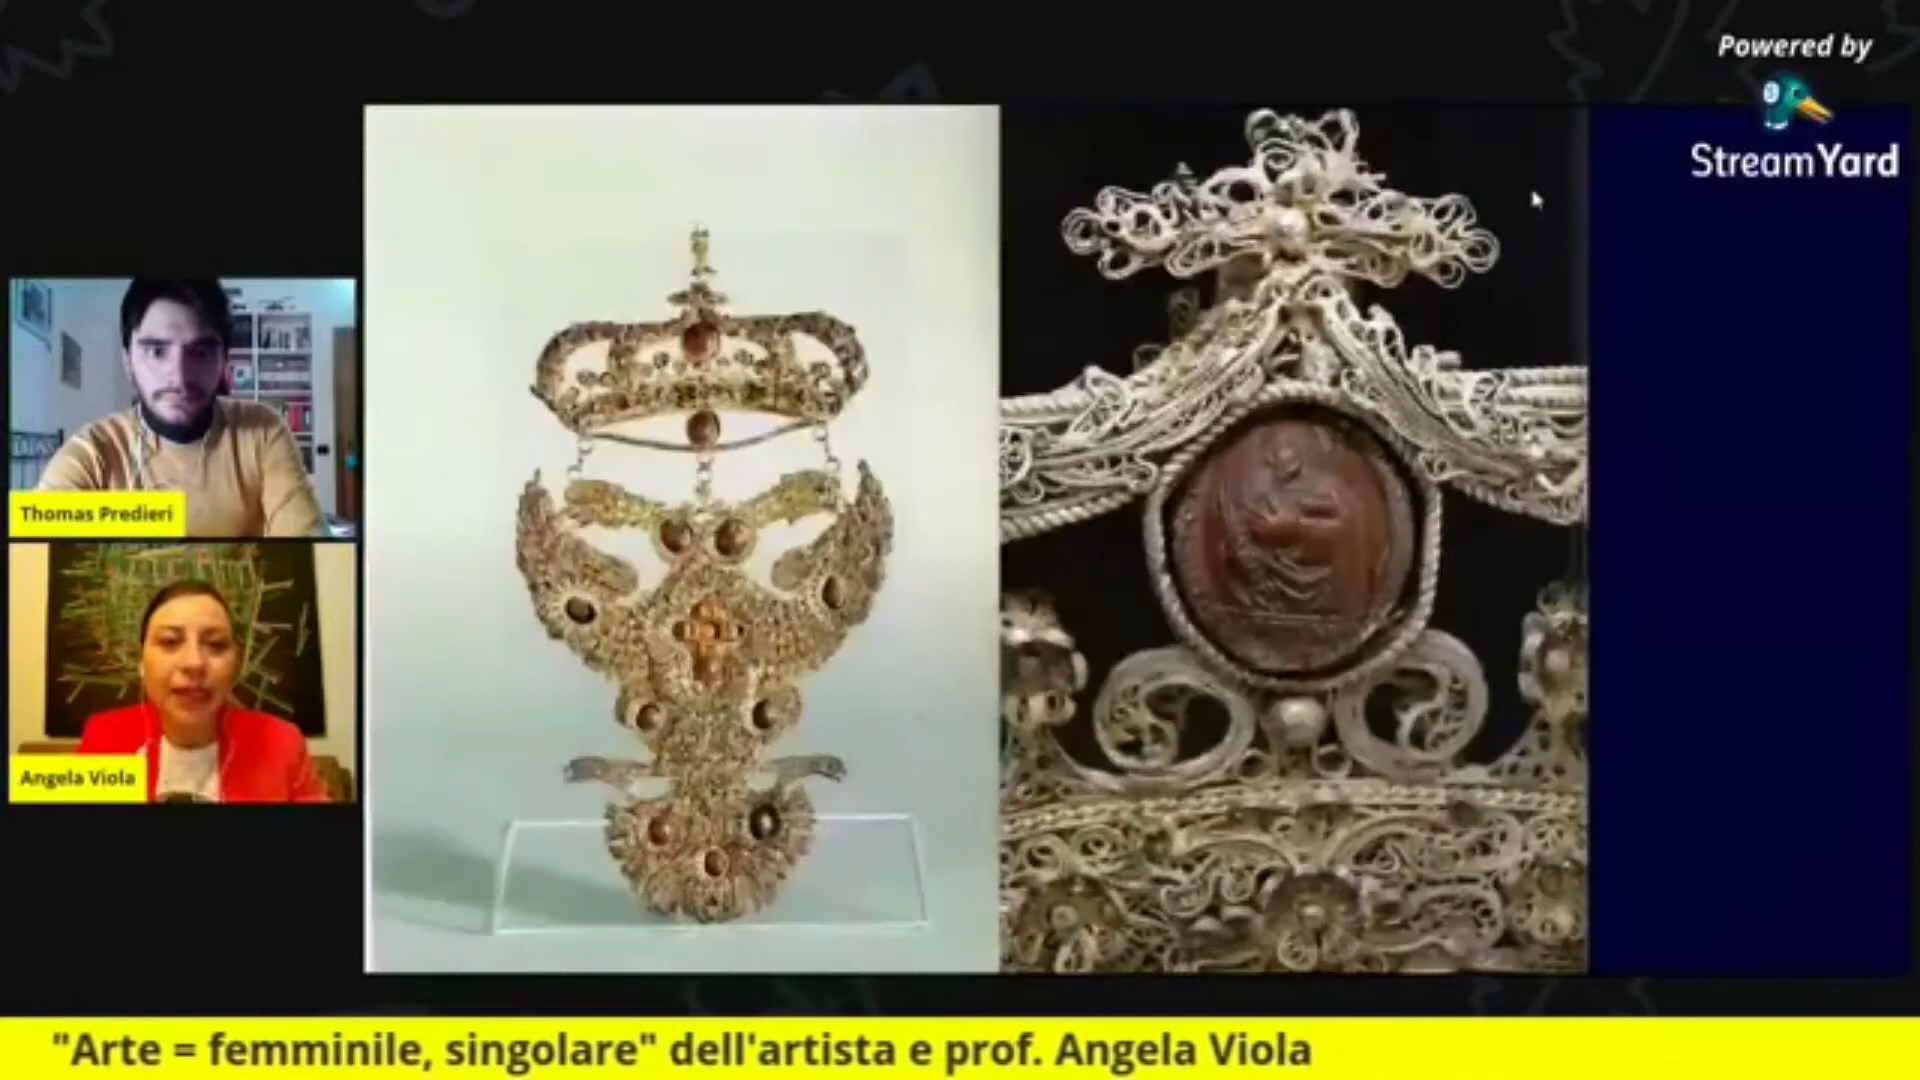 Powered by
StreamYard
Thomas Predieri
Angela Viola
"Arte = femminile, singolare" dell'artista e prof. Angela Viola